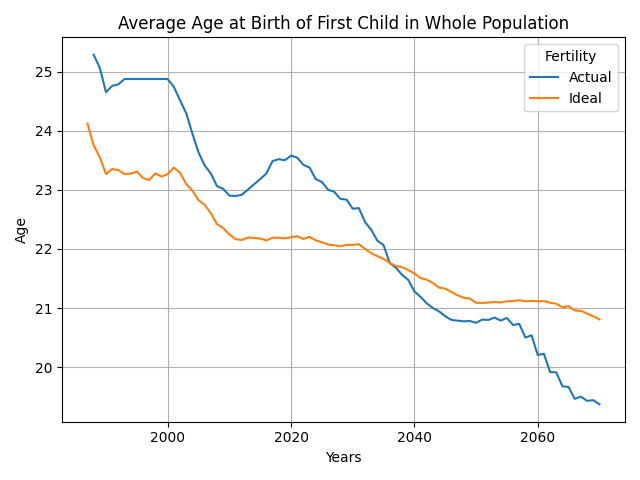 Average Age at Birth of First Child in Whole Population
Fertility
Actual
Ideal
Age
25
24
23
22
21
20
2000
2020
2040
2060
Years